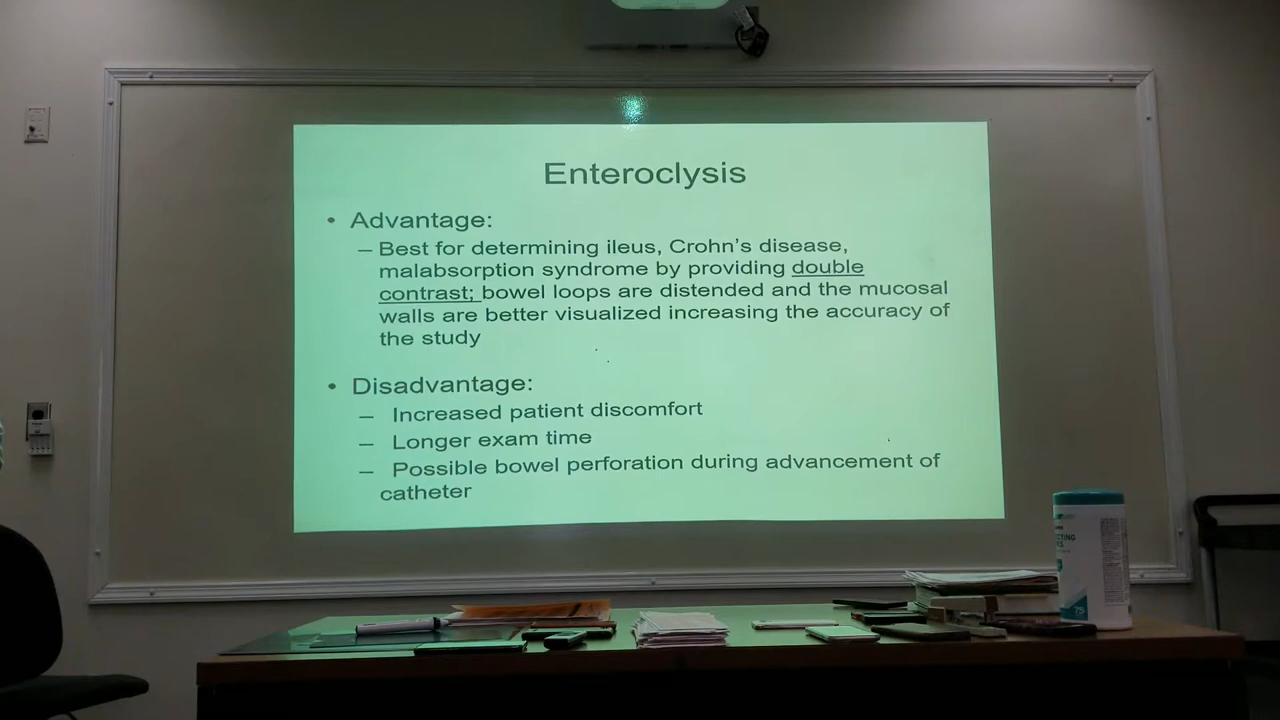 Enteroclysis
• Advantage:
– Best for determining ileus, Crohn's disease,
malabsorption syndrome by providing double
contrast; bowel loops are distended and the mucosal
walls are better visualized increasing the accuracy of
the study
• Disadvantage:
– Increased patient discomfort
– Longer exam time
– Possible bowel perforation during advancement of
catheter
CTING
75